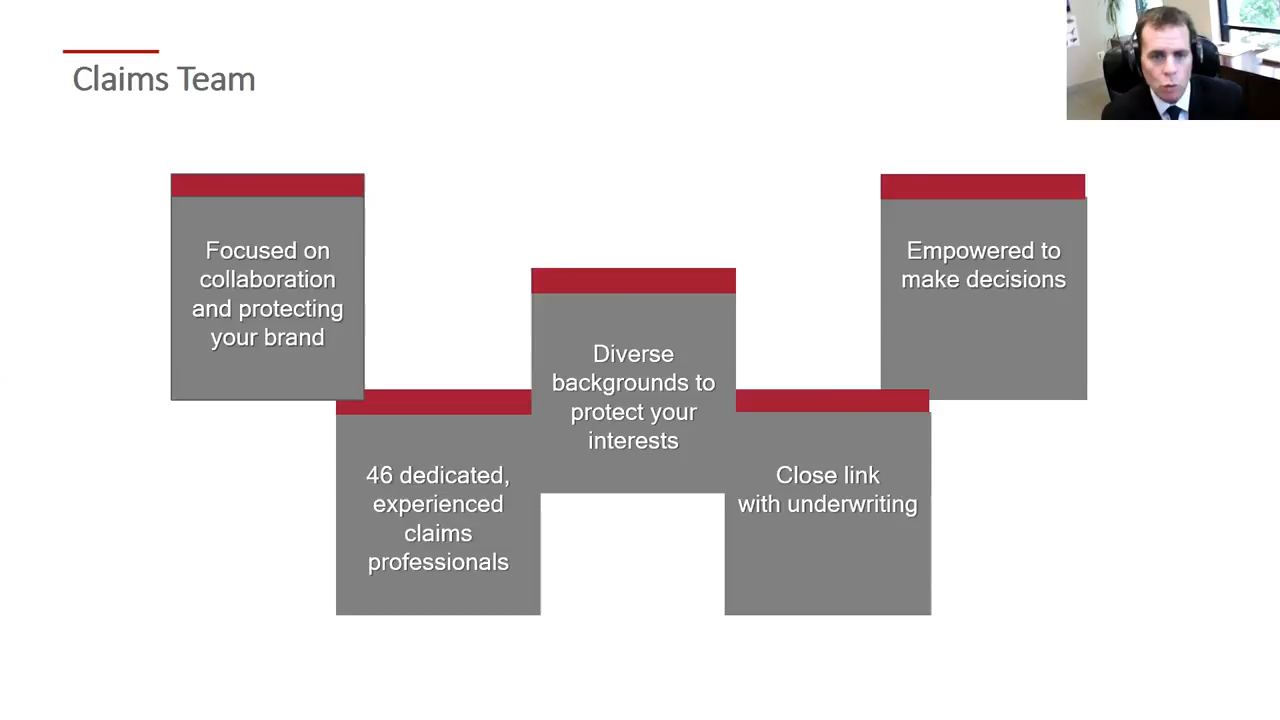 Claims Team
Focused on
collaboration
and protecting
your brand
46 dedicated,
experienced
claims
professionals
Diverse
backgrounds to
protect your
interests
Close link
with underwriting
Empowered to
make decisions